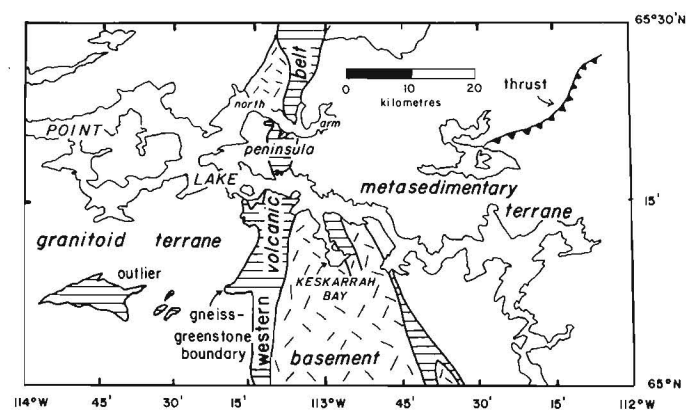 65°30'N
belt
0 10 20
kilometres
thrust
north
arm
POINT
peninsula
LAKE
metasedimentary
15'
terrane
volcanic
granitoid terrane
outlier
KESKARRAH
BAY
gneiss-
greenstone
boundary
western
basement
65°N
114°W 45' 30' 15' 113°W 45' 30' 15' 112°W